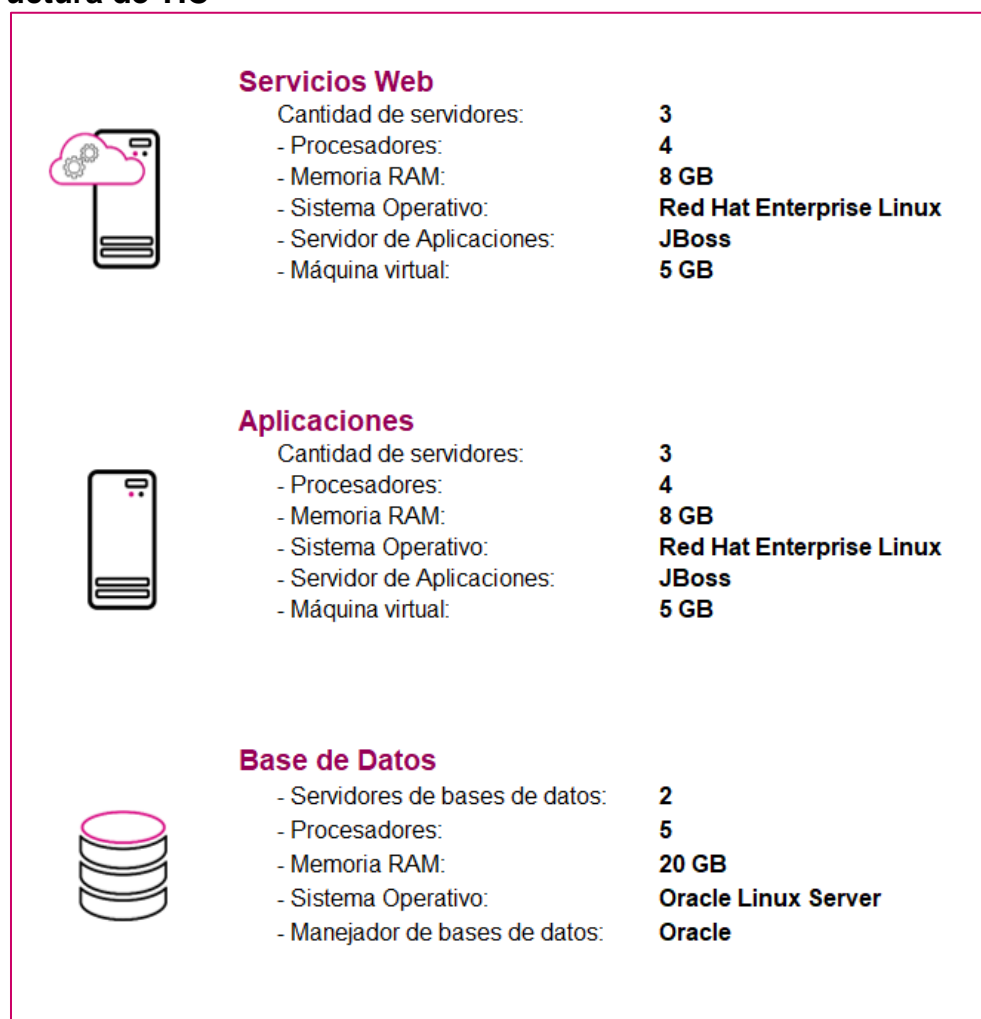 Servicios Web
Cantidad de servidores: 3
- Procesadores: 4
- Memoria RAM: 8 GB
- Sistema Operativo: Red Hat Enterprise Linux
- Servidor de Aplicaciones: JBoss
- Máquina virtual: 5 GB
Aplicaciones
Cantidad de servidores: 3
- Procesadores: 4
- Memoria RAM: 8 GB
- Sistema Operativo: Red Hat Enterprise Linux
- Servidor de Aplicaciones: JBoss
- Máquina virtual: 5 GB
Base de Datos
- Servidores de bases de datos: 2
- Procesadores: 5
- Memoria RAM: 20 GB
- Sistema Operativo: Oracle Linux Server
- Manejador de bases de datos: Oracle